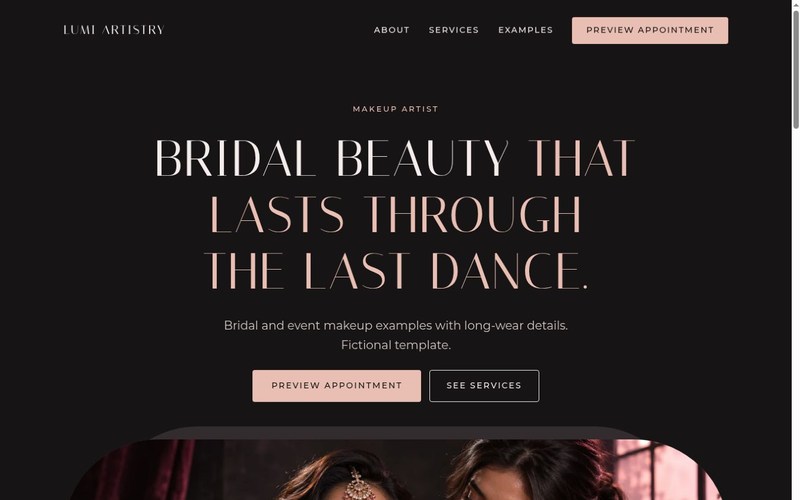 LUMI ARTISTRY
ABOUT
SERVICES
EXAMPLES
PREVIEW APPOINTMENT
MAKEUP ARTIST
BRIDAL BEAUTY THAT
LASTS THROUGH
THE LAST DANCE.
Bridal and event makeup examples with long-wear details.
Fictional template.
PREVIEW APPOINTMENT
SEE SERVICES